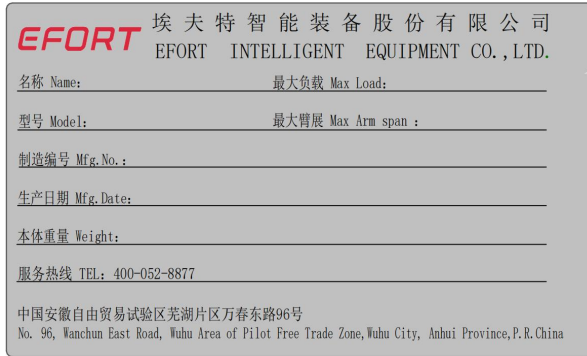 EFORT 埃夫特智能装备股份有限公司
EFORT INTELLIGENT EQUIPMENT CO.,LTD.
名称 Name: 最大负载 Max Load:
型号 Model: 最大臂展 Max Arm span :
制造编号 Mfg.No.:
生产日期 Mfg.Date:
本体重量 Weight:
服务热线 TEL: 400-052-8877
中国安徽自由贸易试验区芜湖片区万春东路96号
No. 96, Wanchun East Road, Wuhu Area of Pilot Free Trade Zone,Wuhu City, Anhui Province,P.R.China